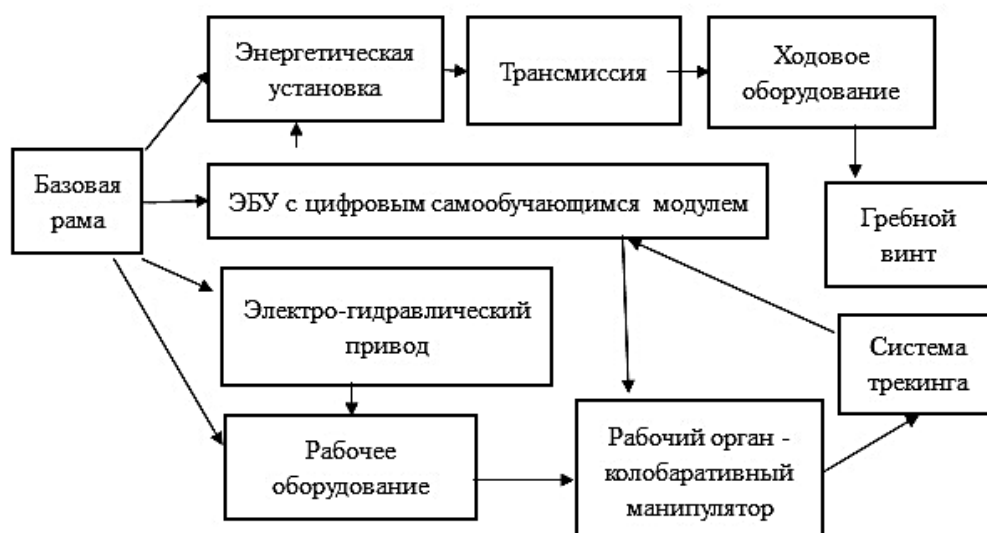 Энергетическая
установка
Трансмиссия
Ходовое
оборудование
Базовая
рама
ЭБУ с цифровым самообучающимся модулем
Гребной
винт
Электро-гидравлический
привод
Система
трекинга
Рабочее
оборудование
Рабочий орган -
колобаративный
манипулятор